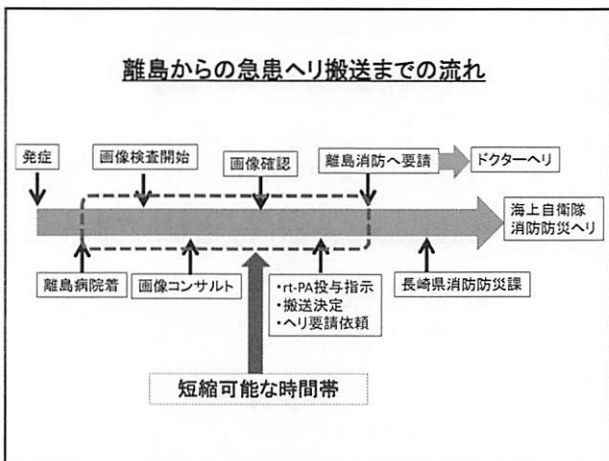 離島からの急患ヘリ搬送までの流れ
発症
画像検査開始
画像確認
離島消防へ要請
ドクターヘリ
海上自衛隊
消防防災ヘリ
離島病院着
画像コンサルト
・rt-PA投与指示
・搬送決定
・ヘリ要請依頼
長崎県消防防災課
短縮可能な時間帯